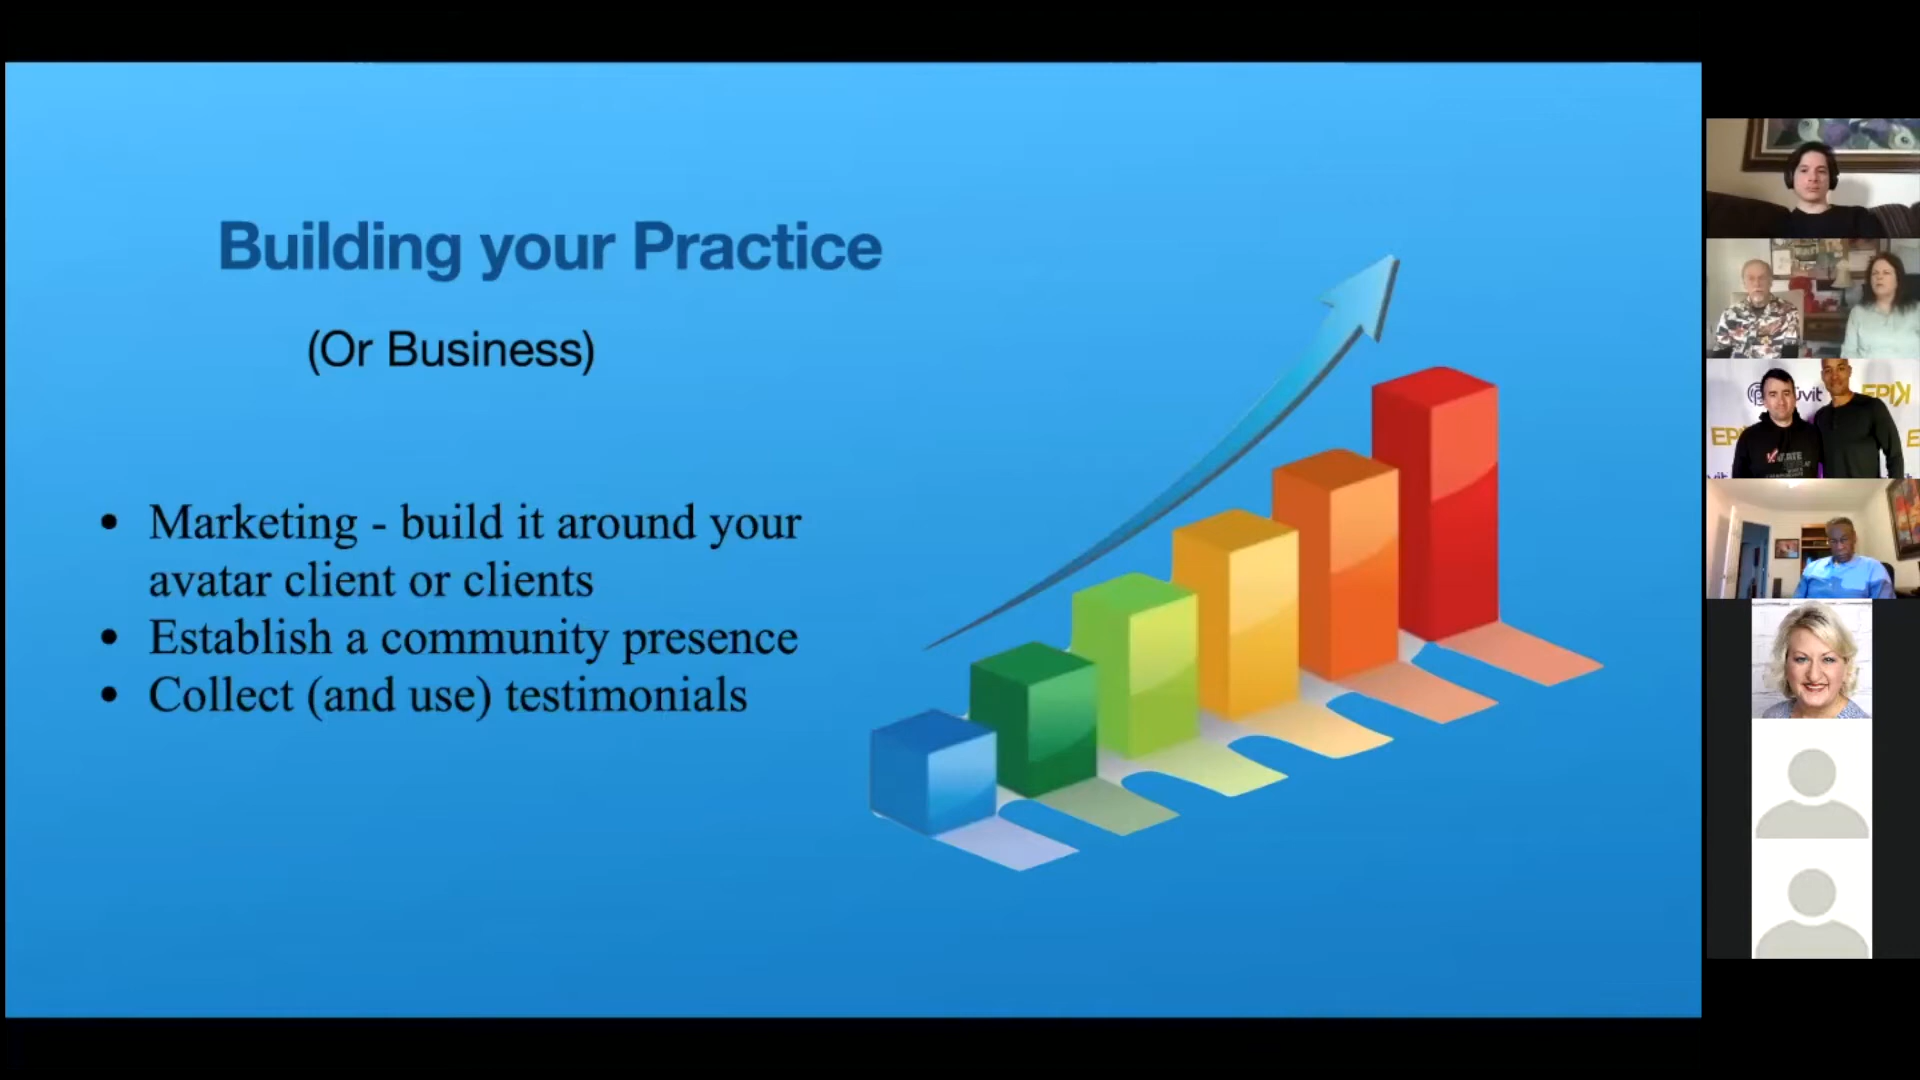 Building your Practice
(Or Business)
• Marketing - build it around your
avatar client or clients
• Establish a community presence
• Collect (and use) testimonials
EPIK